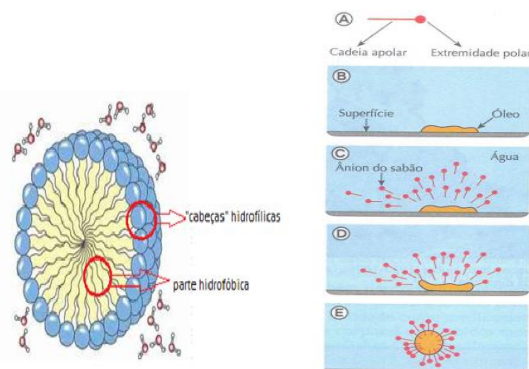 "cabeças" hidrofílicas
parte hidrofóbica
A
Cadeia apolar
Extremidade polar
B
Superfície
Óleo
C
Ânion do sabão
Água
D
E